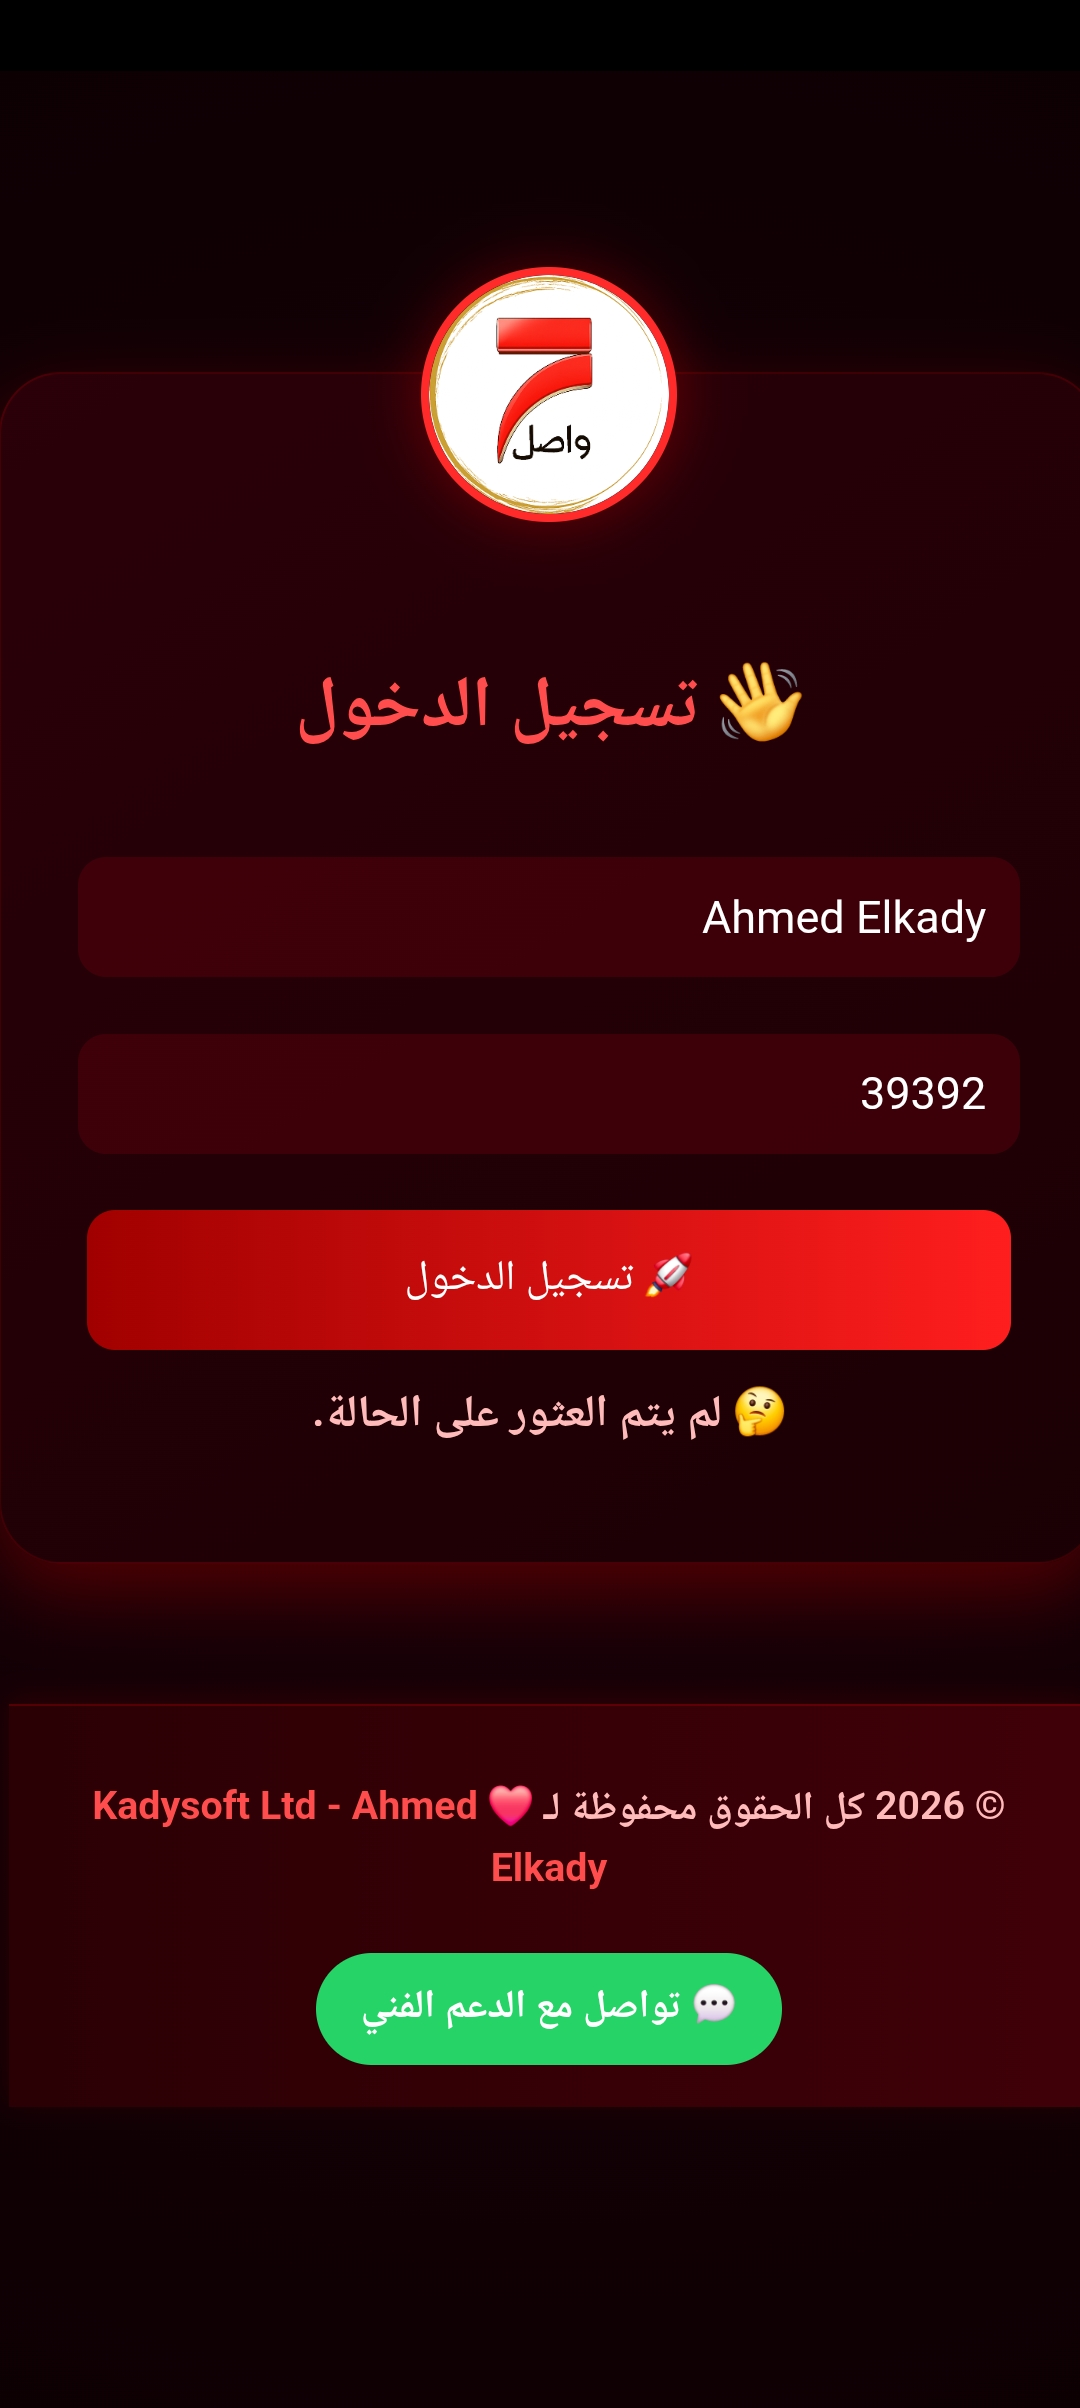 واصل
👋 تسجيل الدخول
Ahmed Elkady
39392
🚀 تسجيل الدخول
🤔 لم يتم العثور على الحالة.
© 2026 كل الحقوق محفوظة لـ ❤️ Kadysoft Ltd - Ahmed
Elkady
💬 تواصل مع الدعم الفني